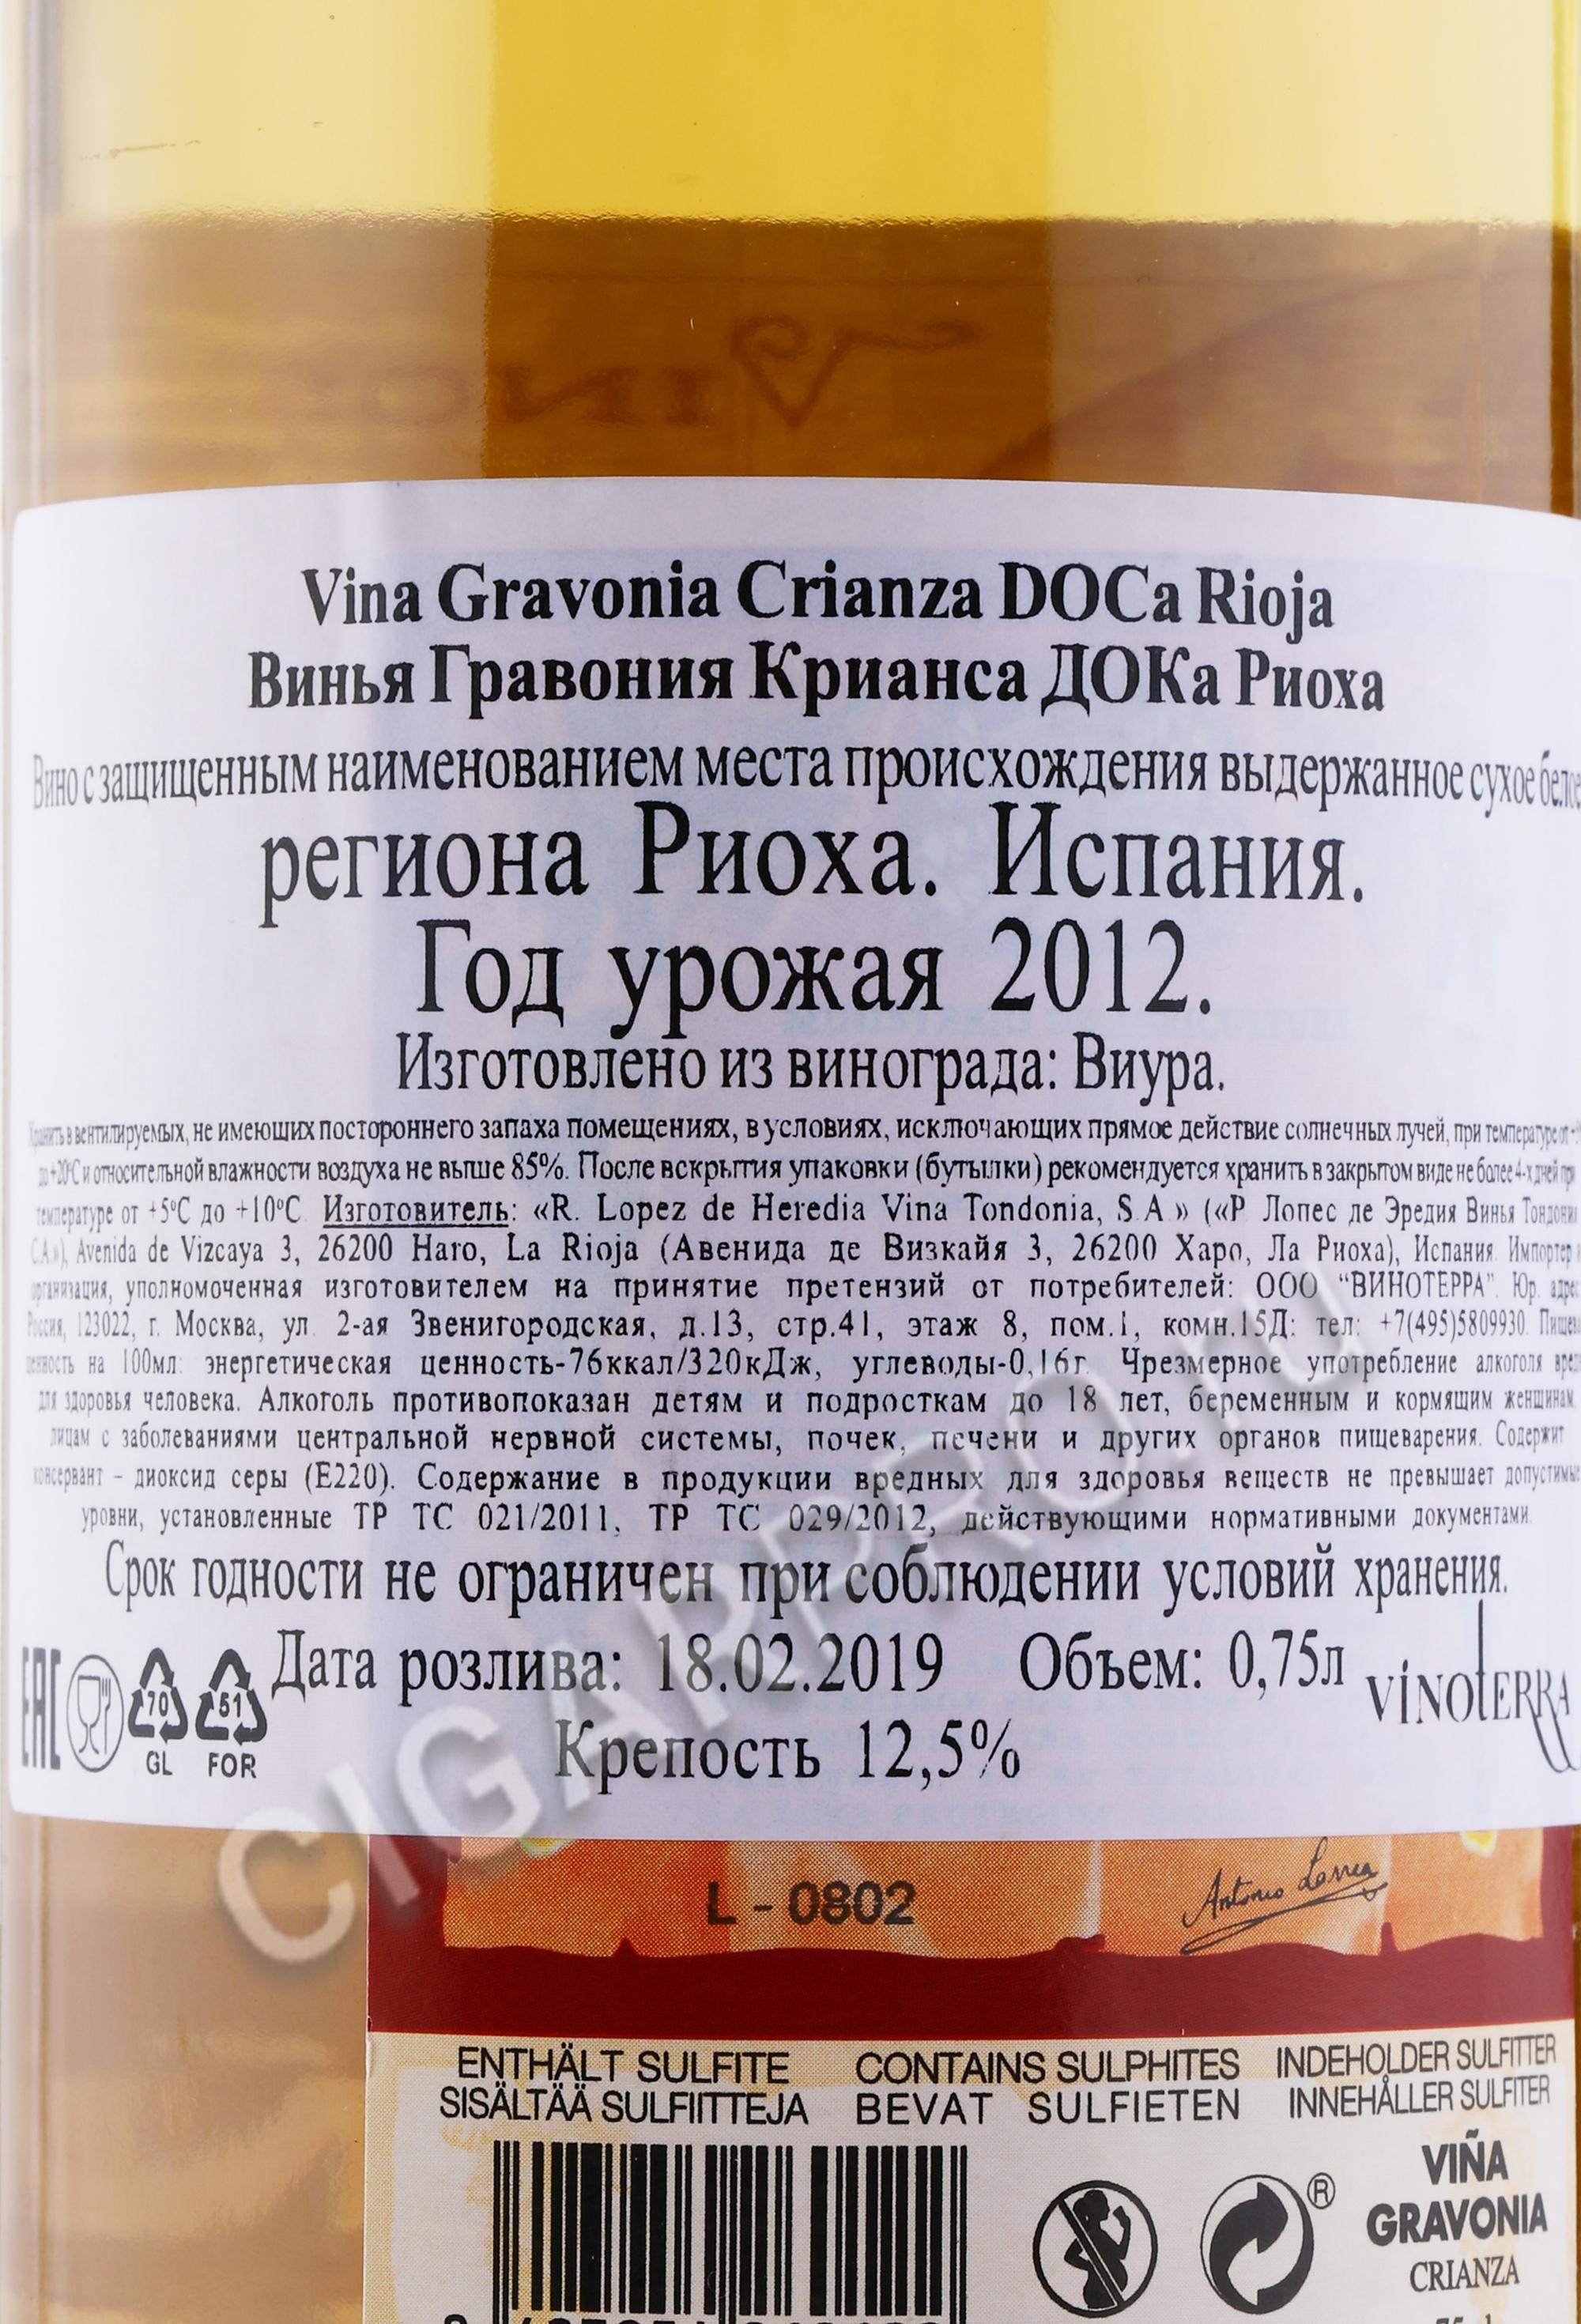 Vina Gravonia Crianza DOCa Rioja
Винья Гравония Крианса ДОКа Риоха
Вино с защищенным наименованием места происхождения выдержанное сухое белое
региона Риоха. Испания.
Год урожая 2012.
Изготовлено из винограда: Виура.
Хранить в вентилируемых, не имеющих постороннего запаха помещениях, в условиях, исключающих прямое действие солнечных лучей, при температуре от
до +20°С и относительной влажности воздуха не выше 85%. После вскрытия упаковки (бутылки) рекомендуется хранить в закрытом виде не более 4-х дней при
температуре от +5°С до +10°С. Изготовитель: «R. Lopez de Heredia Vina Tondonia, S.A.» («Р. Лопес де Эредия Винья Тондония,
С.А.»), Avenida de Vizcaya 3, 26200 Haro, La Rioja (Авенида де Визкайя 3, 26200 Харо, Ла Риоха), Испания. Импортер и
организация, уполномоченная изготовителем на принятие претензий от потребителей: ООО “ВИНОТЕРРА”. Юр. адрес:
Россия, 123022, г. Москва, ул. 2-ая Звенигородская, д.13, стр.41, этаж 8, пом.1, комн.15Д: тел: +7(495)5809930. Пищевая
ценность на 100мл: энергетическая ценность-76ккал/320кДж, углеводы-0,16г. Чрезмерное употребление алкоголя вредно
для здоровья человека. Алкоголь противопоказан детям и подросткам до 18 лет, беременным и кормящим женщинам,
лицам с заболеваниями центральной нервной системы, почек, печени и других органов пищеварения. Содержит
консервант – диоксид серы (Е220). Содержание в продукции вредных для здоровья веществ не превышает допустимые
уровни, установленные ТР ТС 021/2011, ТР ТС 029/2012, действующими нормативными документами.
Срок годности не ограничен при соблюдении условий хранения.
Дата розлива: 18.02.2019 Объем: 0,75л
EAC 70 GL 51 FOR
VINOTERRA
Крепость 12,5%
CIGARPRO.ru
L - 0802
Antonio Larrea
ENTHÄLT SULFITE CONTAINS SULPHITES INDEHOLDER SULFITTER
SISÄLTÄÄ SULFIITTEJA BEVAT SULFIETEN INNEHÅLLER SULFITER
®
VIÑA
GRAVONIA
CRIANZA